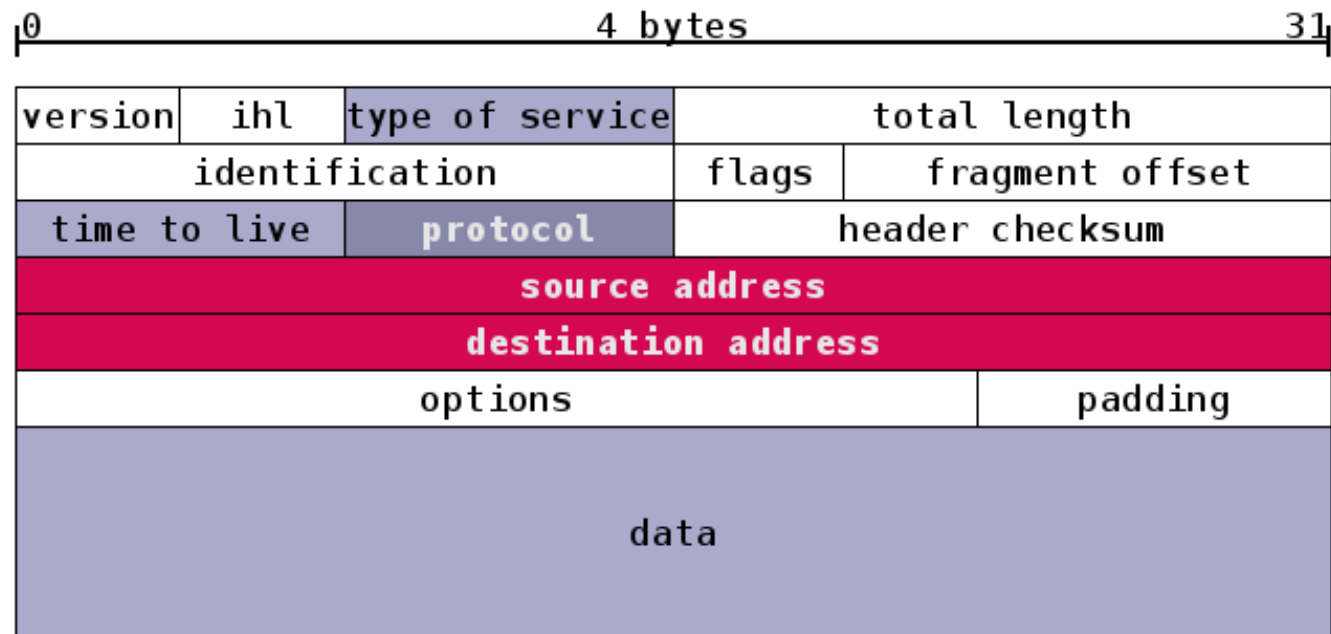 0 4 bytes 31
version ihl type of service total length
identification flags fragment offset
time to live protocol header checksum
source address
destination address
options padding
data